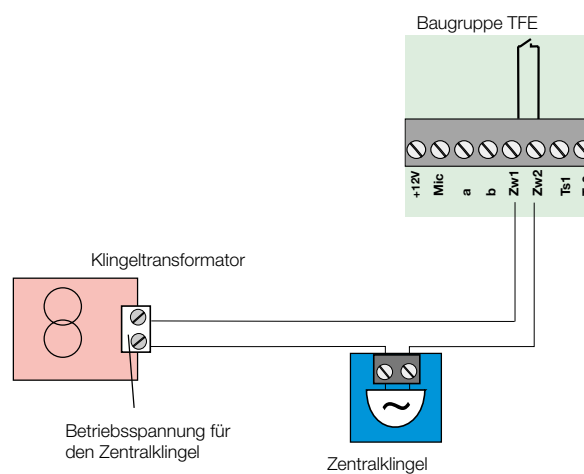 Baugruppe TFE
+12V
Mic
a
b
Zw1
Zw2
Ts1
Klingeltransformator
Betriebsspannung für
den Zentralklingel
Zentralklingel